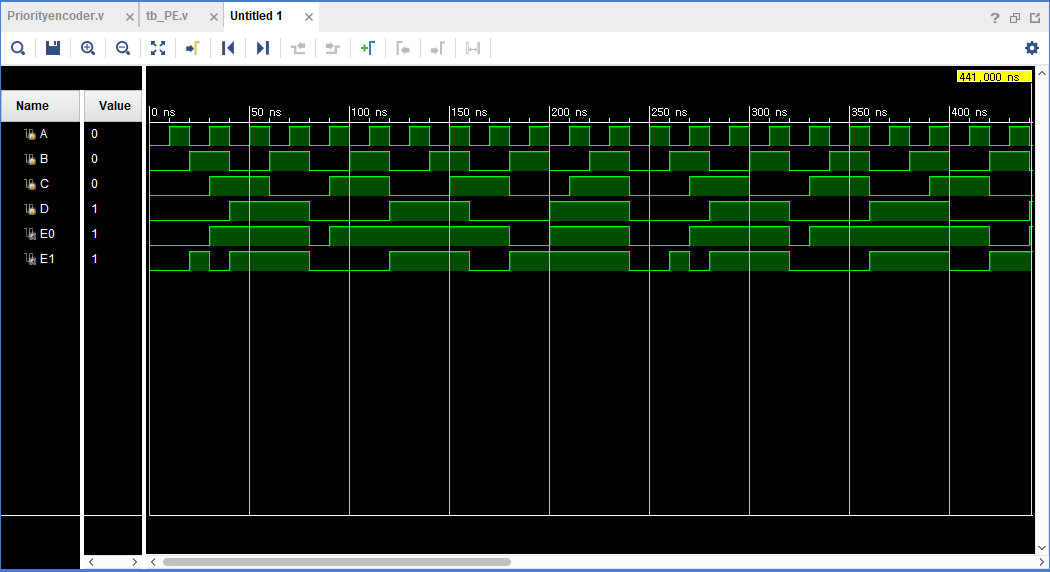 Priorityencoder.v × tb_PE.v × Untitled 1 ×
?
441,000 ns
Name Value
0 ns 50 ns 100 ns 150 ns 200 ns 250 ns 300 ns 350 ns 400 ns
A 0
B 0
C 0
D 1
E0 1
E1 1